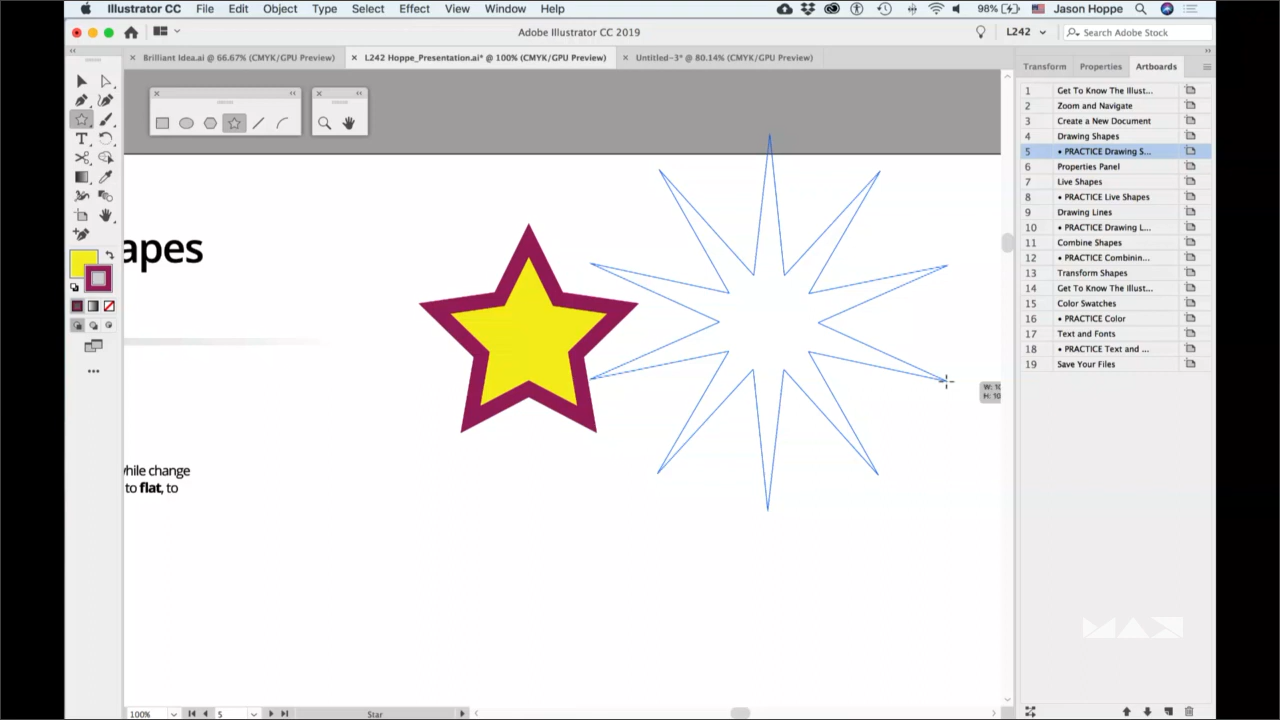 Illustrator CC File Edit Object Type Select Effect View Window Help 98% Jason Hoppe
Adobe Illustrator CC 2019 L242 Search Adobe Stock
Brilliant Idea.ai @ 66.67% (CMYK/GPU Preview) L242 Hoppe_Presentation.ai* @ 100% (CMYK/GPU Preview) Untitled-3* @ 80.14% (CMYK/GPU Preview)
Transform Properties Artboards
1 Get To Know The Illust...
2 Zoom and Navigate
3 Create a New Document
4 Drawing Shapes
5 • PRACTICE Drawing S...
6 Properties Panel
7 Live Shapes
8 • PRACTICE Live Shapes
9 Drawing Lines
10 • PRACTICE Drawing L...
11 Combine Shapes
12 • PRACTICE Combinin...
13 Transform Shapes
14 Get To Know The Illust...
15 Color Swatches
16 • PRACTICE Color
17 Text and Fonts
18 • PRACTICE Text and ...
19 Save Your Files
apes
while change
to flat, to
W: 10
H: 10
MAX
100% 5 Star